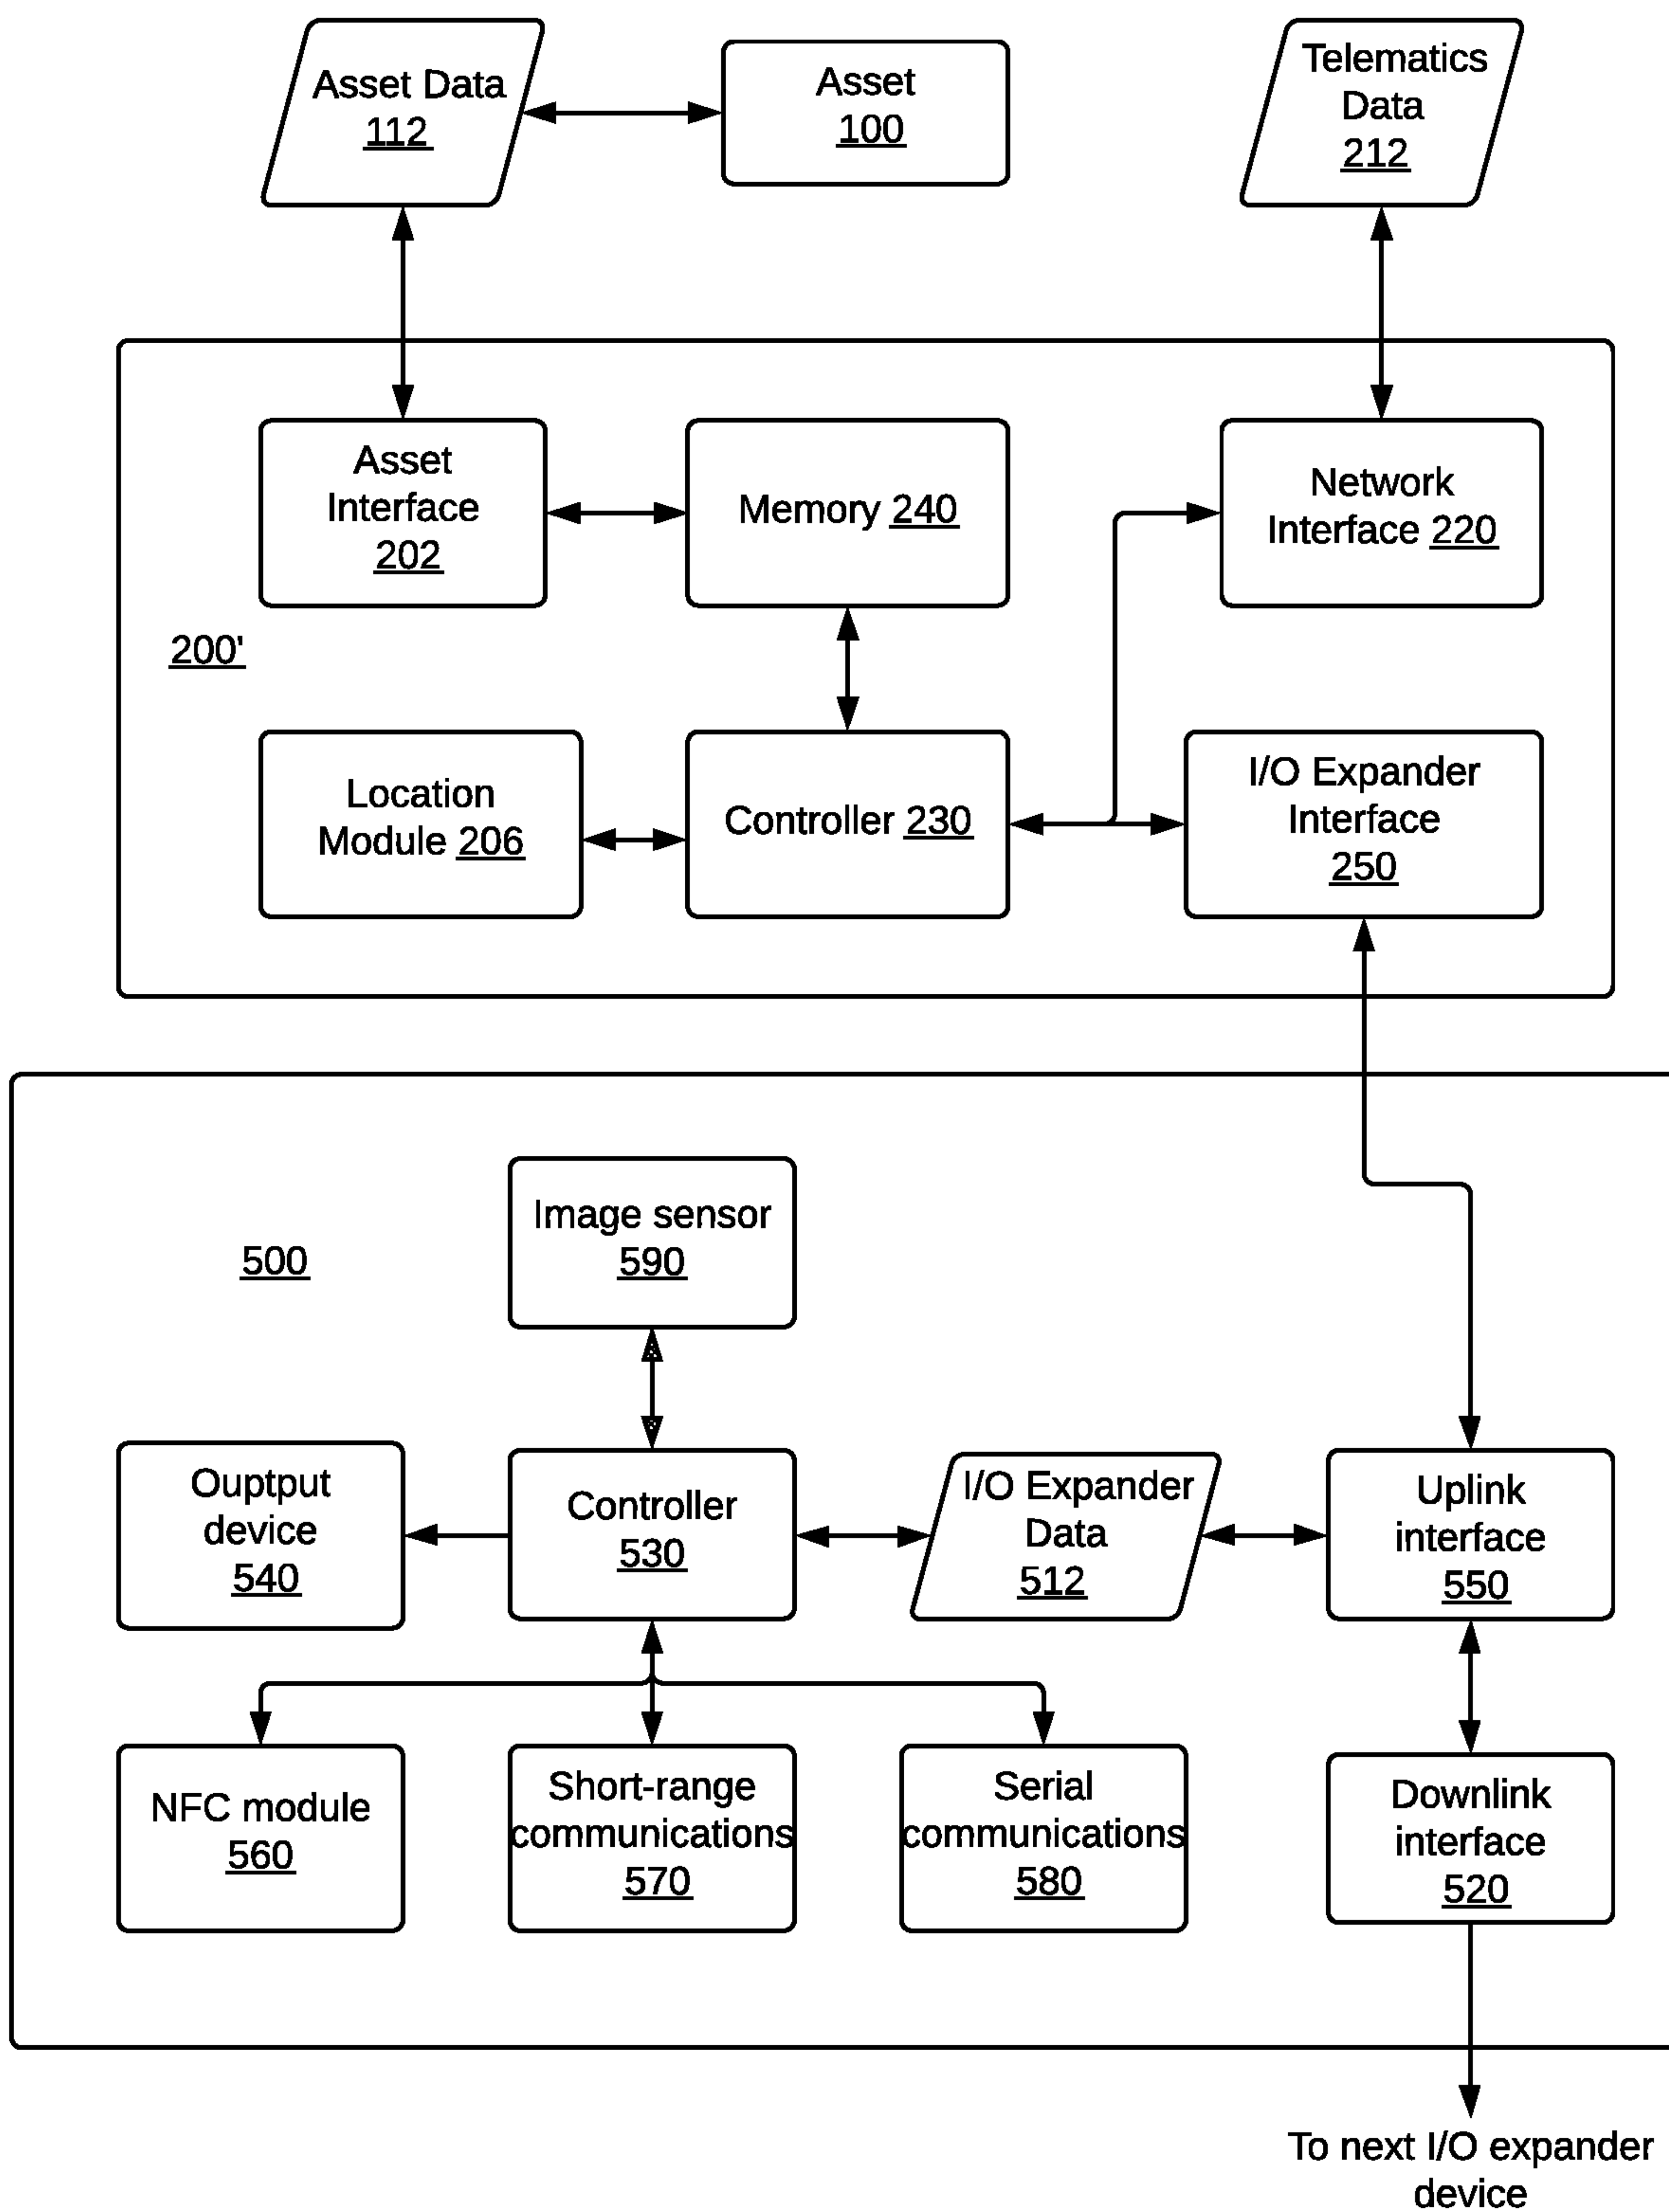 Asset Data
112
Asset
100
Telematics
Data
212
Asset
Interface
202
Memory 240
Network
Interface 220
200'
Location
Module 206
Controller 230
I/O Expander
Interface
250
Image sensor
590
500
Ouptput
device
540
Controller
530
I/O Expander
Data
512
Uplink
interface
550
NFC module
560
Short-range
communications
570
Serial
communications
580
Downlink
interface
520
To next I/O expander
device